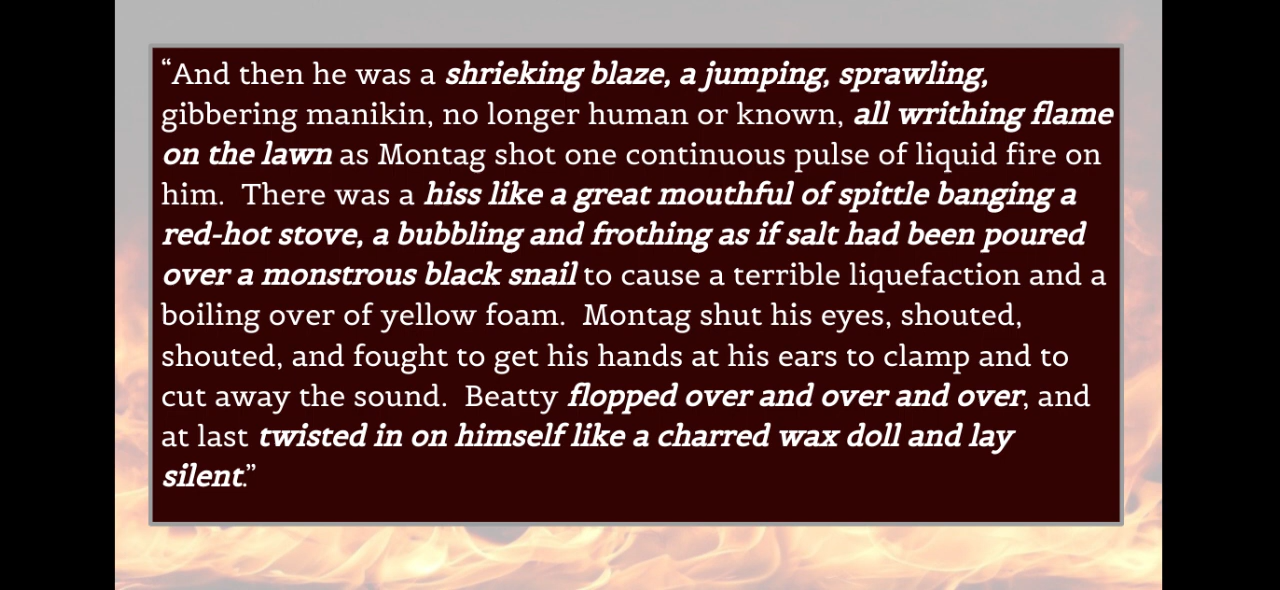 “And then he was a shrieking blaze, a jumping, sprawling,
gibbering manikin, no longer human or known, all writhing flame
on the lawn as Montag shot one continuous pulse of liquid fire on
him.  There was a hiss like a great mouthful of spittle banging a
red-hot stove, a bubbling and frothing as if salt had been poured
over a monstrous black snail to cause a terrible liquefaction and a
boiling over of yellow foam.  Montag shut his eyes, shouted,
shouted, and fought to get his hands at his ears to clamp and to
cut away the sound.  Beatty flopped over and over and over, and
at last twisted in on himself like a charred wax doll and lay
silent.”